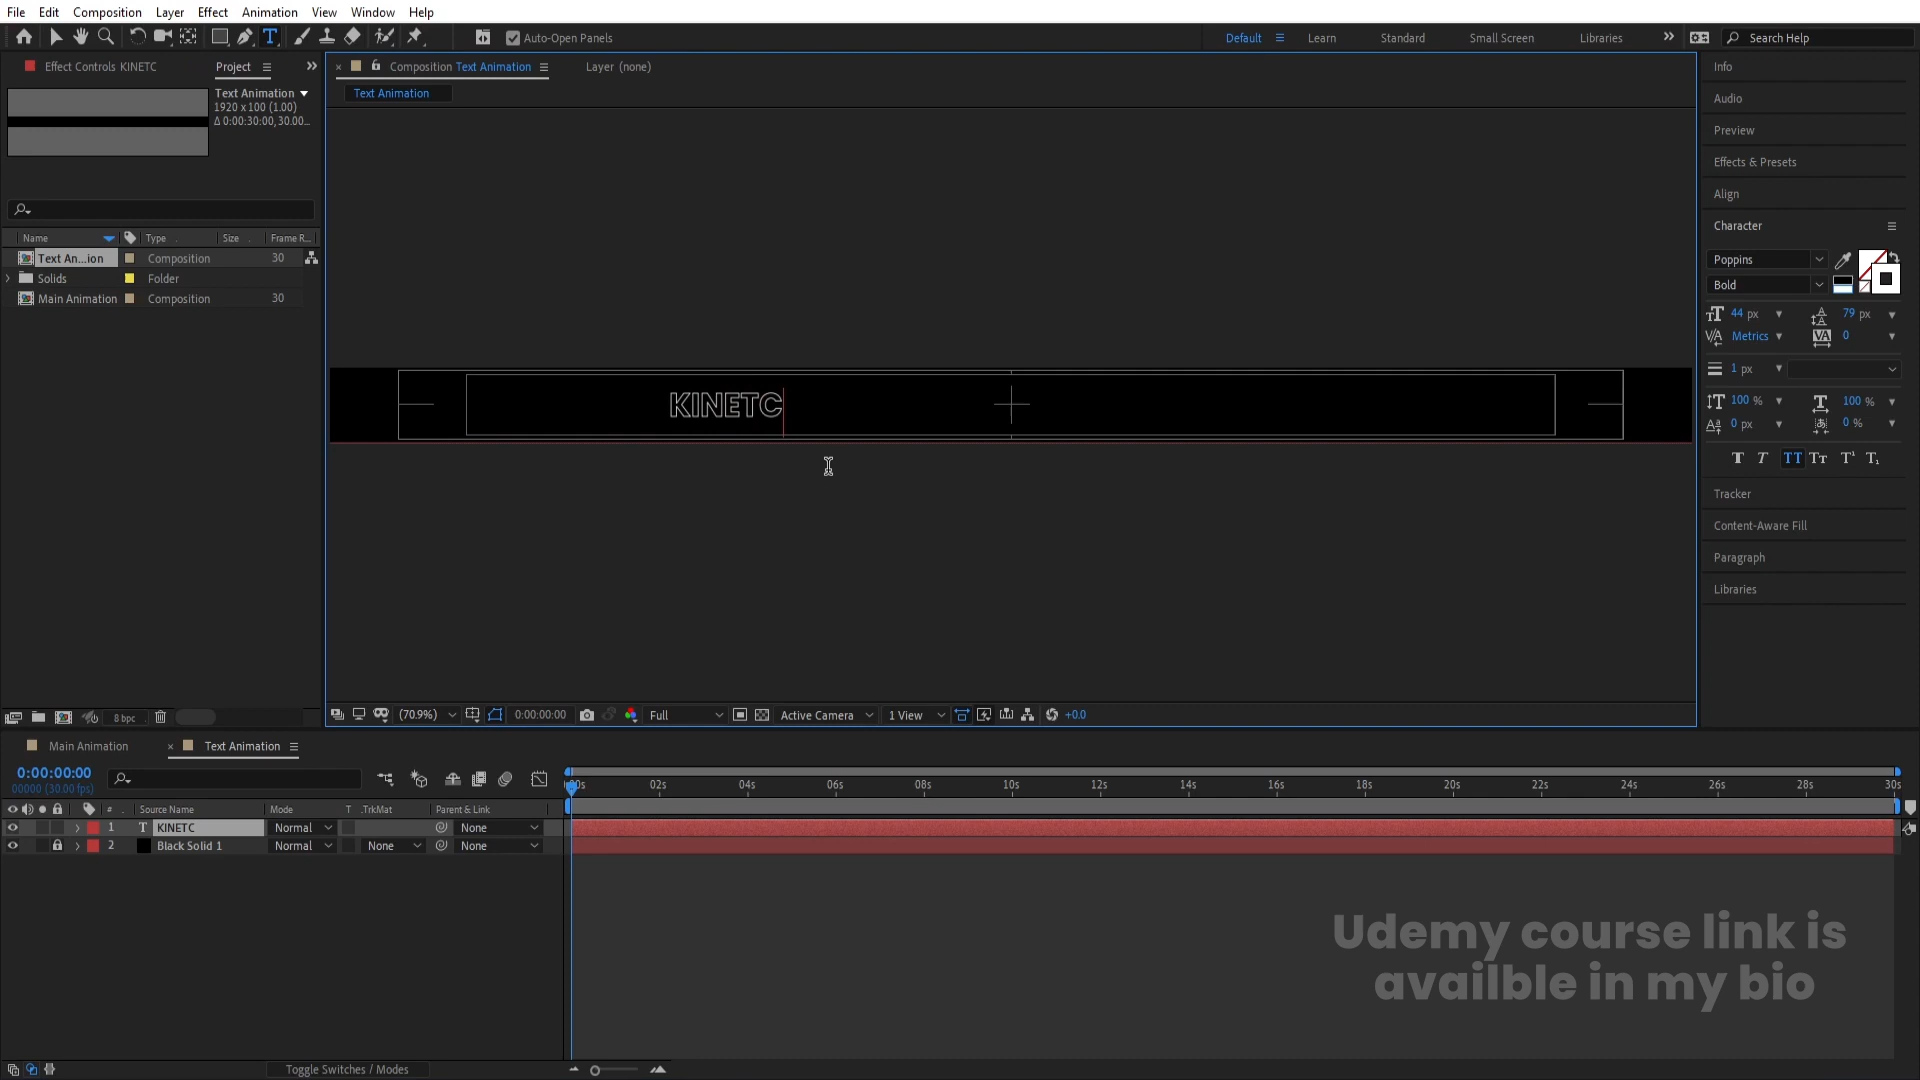 File Edit Composition Layer Effect Animation View Window Help
Auto-Open Panels Default Learn Standard Small Screen Libraries Search Help
Effect Controls KINETC Project
Composition Text Animation Layer (none)
Text Animation
Text Animation
1920 x 100 (1.00)
Δ 0:00:30:00, 30.00...
Name Type Size Frame R...
Text An...ion Composition 30
Solids Folder
Main Animation Composition 30
KINETC
8 bpc
(70.9%) 0:00:00:00 Full Active Camera 1 View +0.0
Info
Audio
Preview
Effects & Presets
Align
Character
Poppins
Bold
44 px 79 px
Metrics 0
1 px
100 % 100 %
0 px 0 %
T T TT Tт T¹ T₁
Tracker
Content-Aware Fill
Paragraph
Libraries
Main Animation Text Animation
0:00:00:00
00000 (30.00 fps)
:00s 02s 04s 06s 08s 10s 12s 14s 16s 18s 20s 22s 24s 26s 28s 30s
# Source Name Mode T .TrkMat Parent & Link
1 T KINETC Normal None
2 Black Solid 1 Normal None None
Udemy course link is
availble in my bio
Toggle Switches / Modes